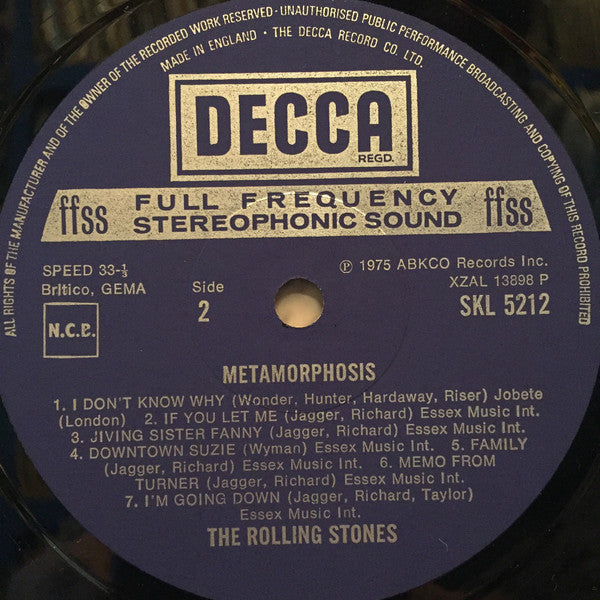 ALL RIGHTS OF THE MANUFACTURER AND OF THE OWNER OF THE RECORDED WORK RESERVED · UNAUTHORISED PUBLIC PERFORMANCE BROADCASTING AND COPYING OF THIS RECORD PROHIBITED
MADE IN ENGLAND · THE DECCA RECORD CO. LTD.
DECCA
REGD.
ffss FULL FREQUENCY ffss
STEREOPHONIC SOUND
SPEED 33-⅓
Britico, GEMA
Side
2
N.C.B.
℗ 1975 ABKCO Records Inc.
XZAL 13898 P
SKL 5212
METAMORPHOSIS
1. I DON'T KNOW WHY (Wonder, Hunter, Hardaway, Riser) Jobete
(London) 2. IF YOU LET ME (Jagger, Richard) Essex Music Int.
3. JIVING SISTER FANNY (Jagger, Richard) Essex Music Int.
4. DOWNTOWN SUZIE (Wyman) Essex Music Int. 5. FAMILY
(Jagger, Richard) Essex Music Int. 6. MEMO FROM
TURNER (Jagger, Richard) Essex Music Int.
7. I'M GOING DOWN (Jagger, Richard, Taylor)
Essex Music Int.
THE ROLLING STONES